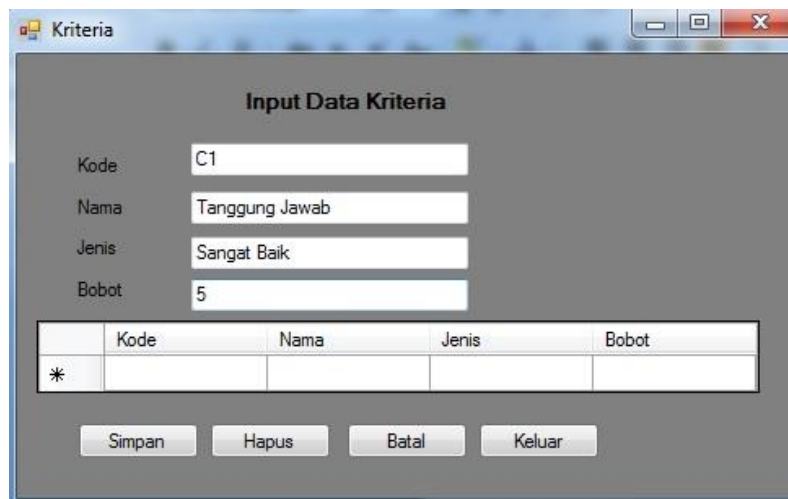 Kriteria
Input Data Kriteria
Kode C1
Nama Tanggung Jawab
Jenis Sangat Baik
Bobot 5
Kode Nama Jenis Bobot
Simpan Hapus Batal Keluar